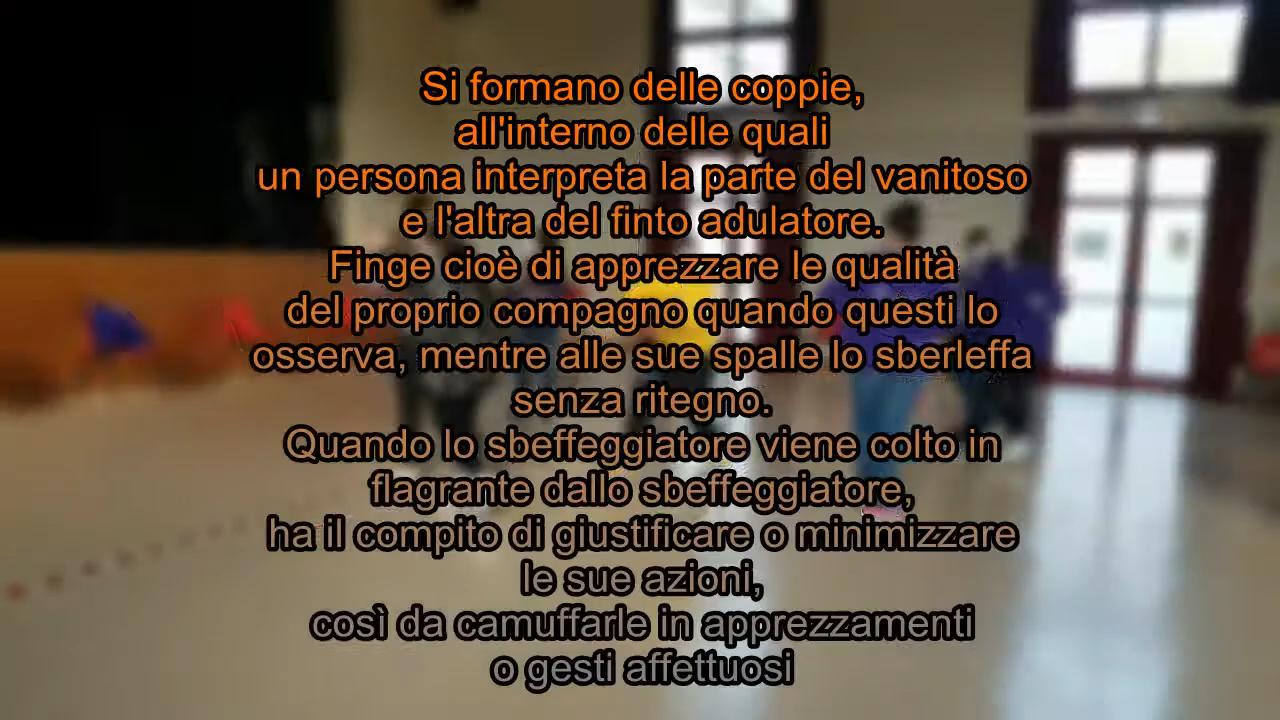 Si formano delle coppie,
all'interno delle quali
un persona interpreta la parte del vanitoso
e l'altra del finto adulatore.
Finge cioè di apprezzare le qualità
del proprio compagno quando questi lo
osserva, mentre alle sue spalle lo sberleffa
senza ritegno.
Quando lo sbeffeggiatore viene colto in
flagrante dallo sbeffeggiatore,
ha il compito di giustificare o minimizzare
le sue azioni,
così da camuffarle in apprezzamenti
o gesti affettuosi